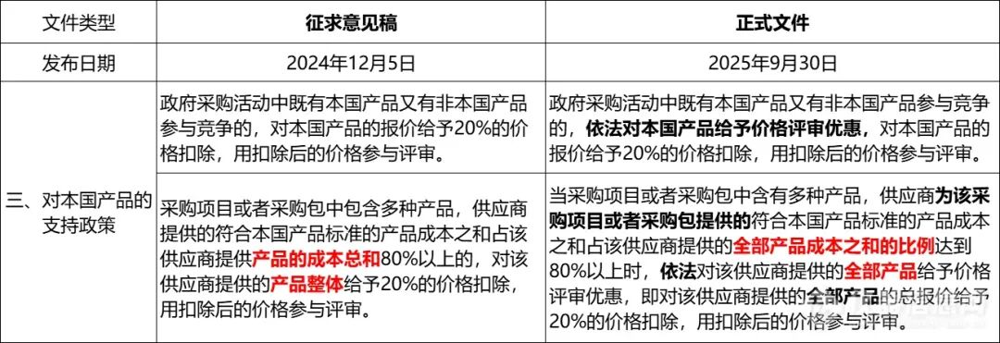 文件类型
征求意见稿
正式文件
发布日期
2024年12月5日
2025年9月30日
三、对本国产品的
支持政策
政府采购活动中既有本国产品又有非本国产品
参与竞争的，对本国产品的报价给予20%的价
格扣除，用扣除后的价格参与评审。
政府采购活动中既有本国产品又有非本国产品参与竞争
的，依法对本国产品给予价格评审优惠，对本国产品的
报价给予20%的价格扣除，用扣除后的价格参与评审。
采购项目或者采购包中包含多种产品，供应商
提供的符合本国产品标准的产品成本之和占该
供应商提供产品的成本总和80%以上的，对该
供应商提供的产品整体给予20%的价格扣除，
用扣除后的价格参与评审。
当采购项目或者采购包中含有多种产品，供应商为该采
购项目或者采购包提供的符合本国产品标准的产品成本
之和占该供应商提供的全部产品成本之和的比例达到
80%以上时，依法对该供应商提供的全部产品给予价格
评审优惠，即对该供应商提供的全部产品的总报价给予
20%的价格扣除，用扣除后的价格参与评审。